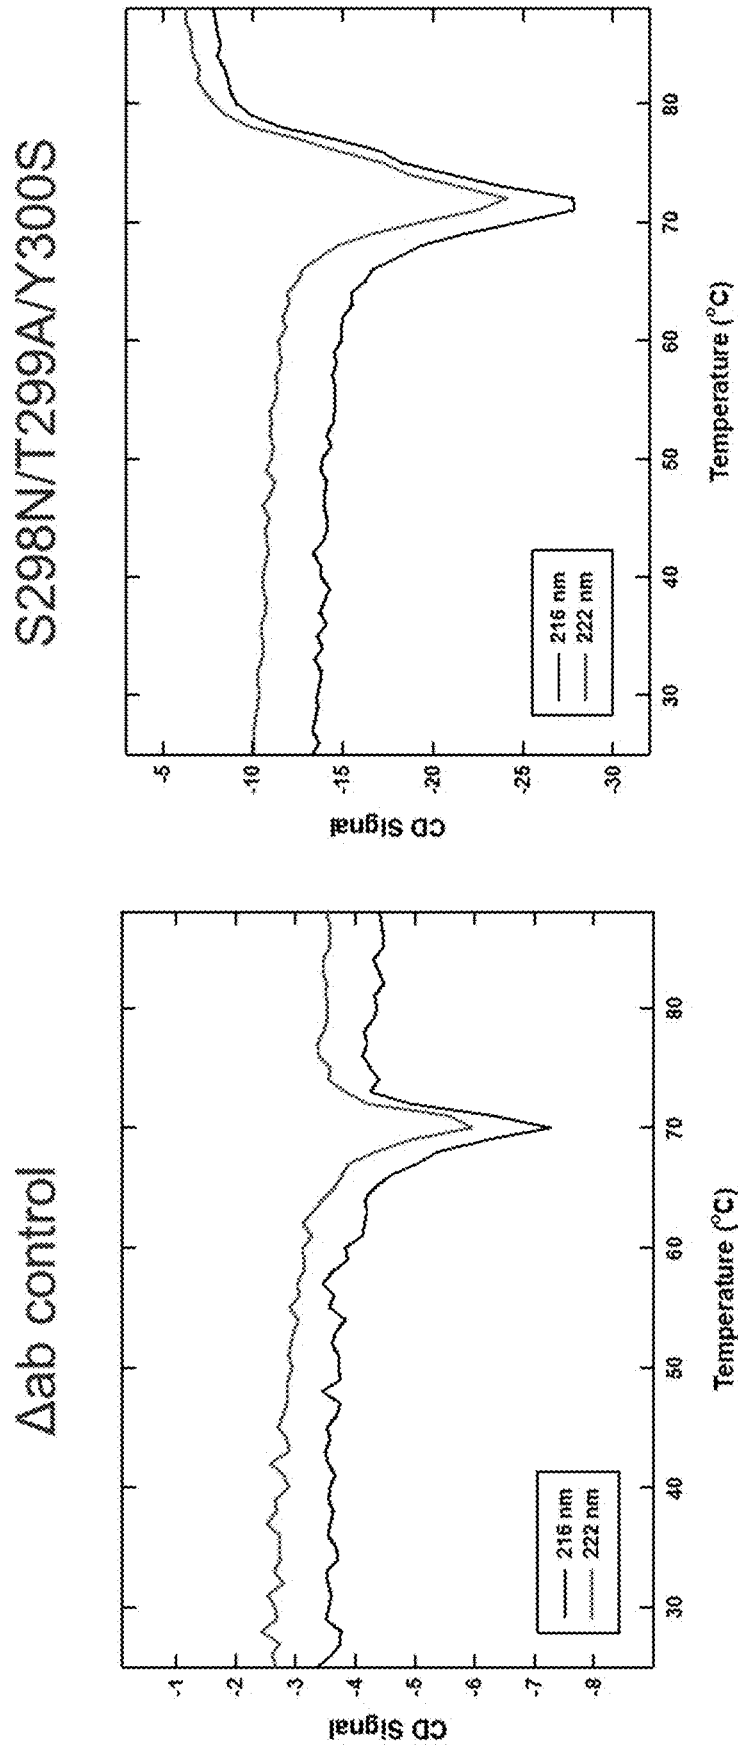 Δab control
CD Signal
-1
-2
-3
-4
-5
-6
-7
-8
216 nm
222 nm
30
40
50
60
70
80
Temperature (°C)
S298N/T299A/Y300S
CD Signal
-5
-10
-15
-20
-25
-30
216 nm
222 nm
30
40
50
60
70
80
Temperature (°C)